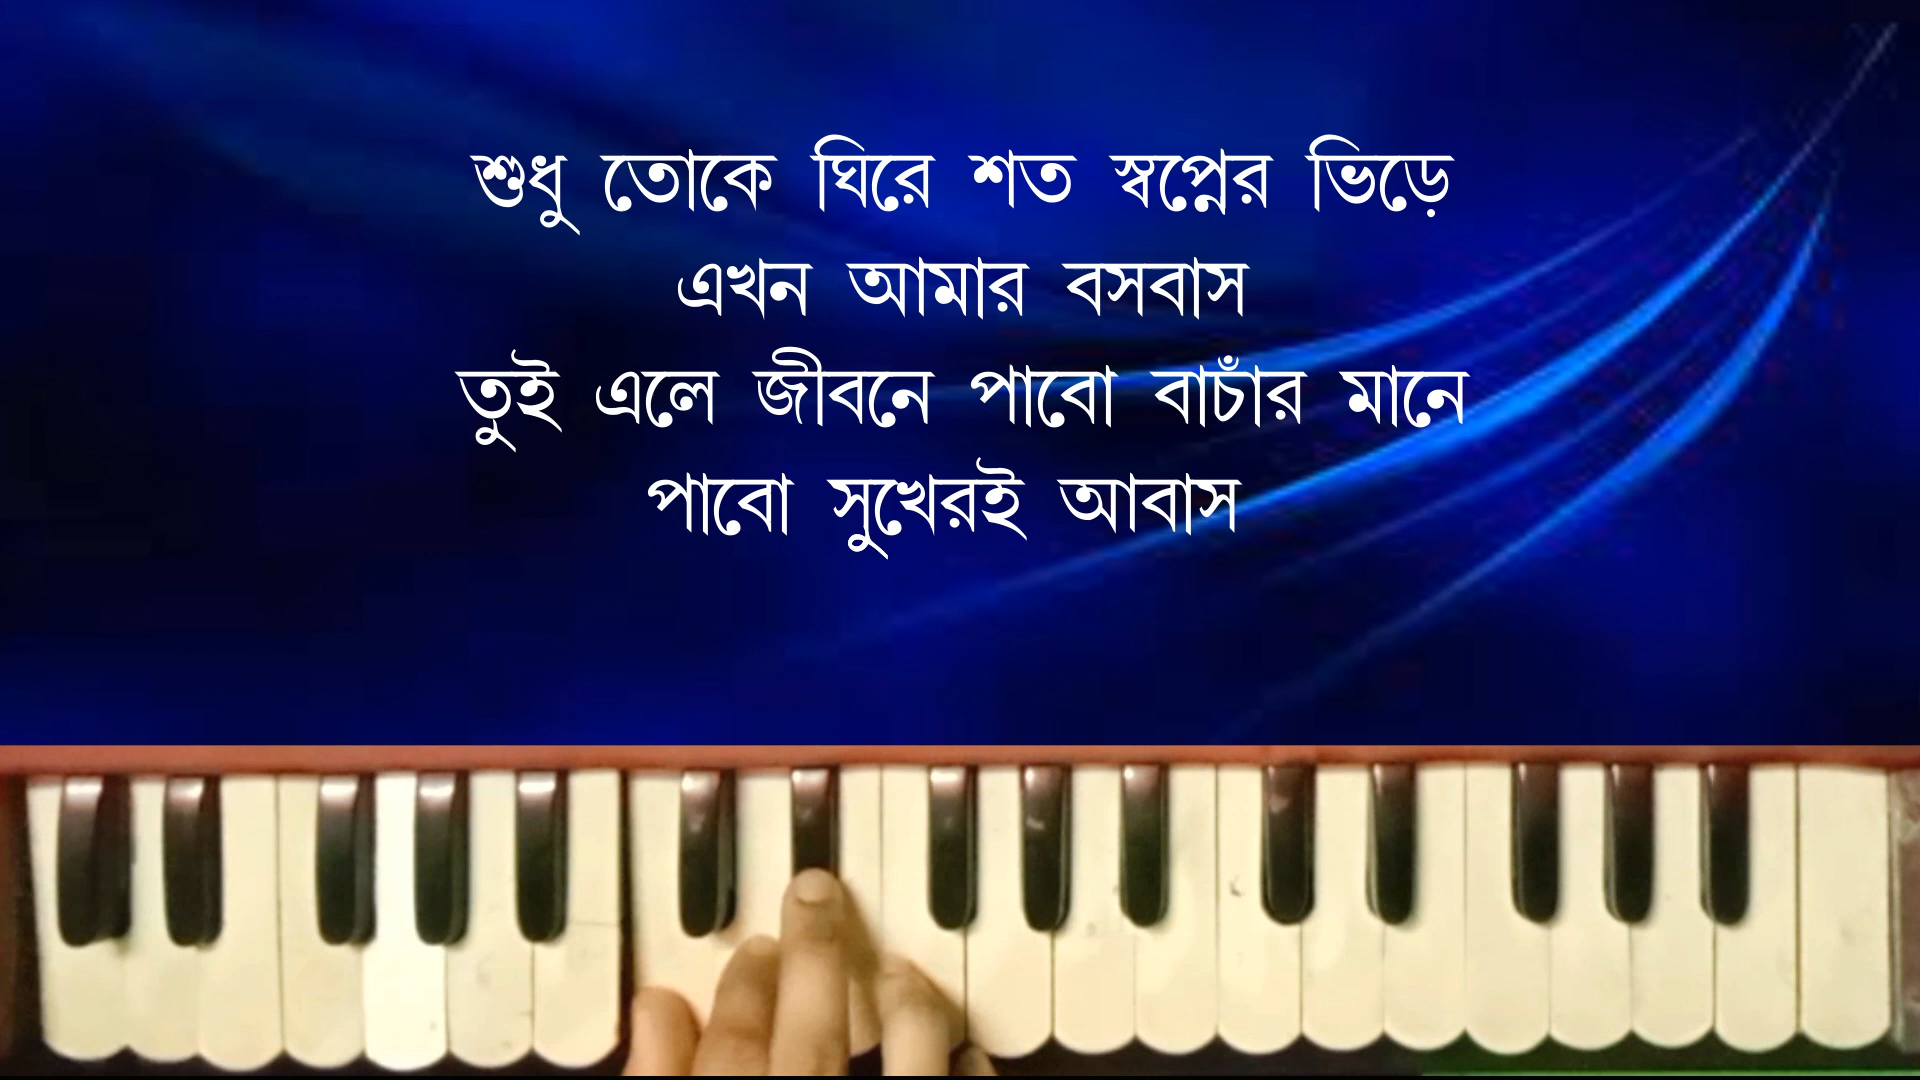 শুধু তোকে ঘিরে শত স্বপ্নের ভিড়ে
এখন আমার বসবাস
তুই এলে জীবনে পাবো বাচাঁর মানে
পাবো সুখেরই আবাস